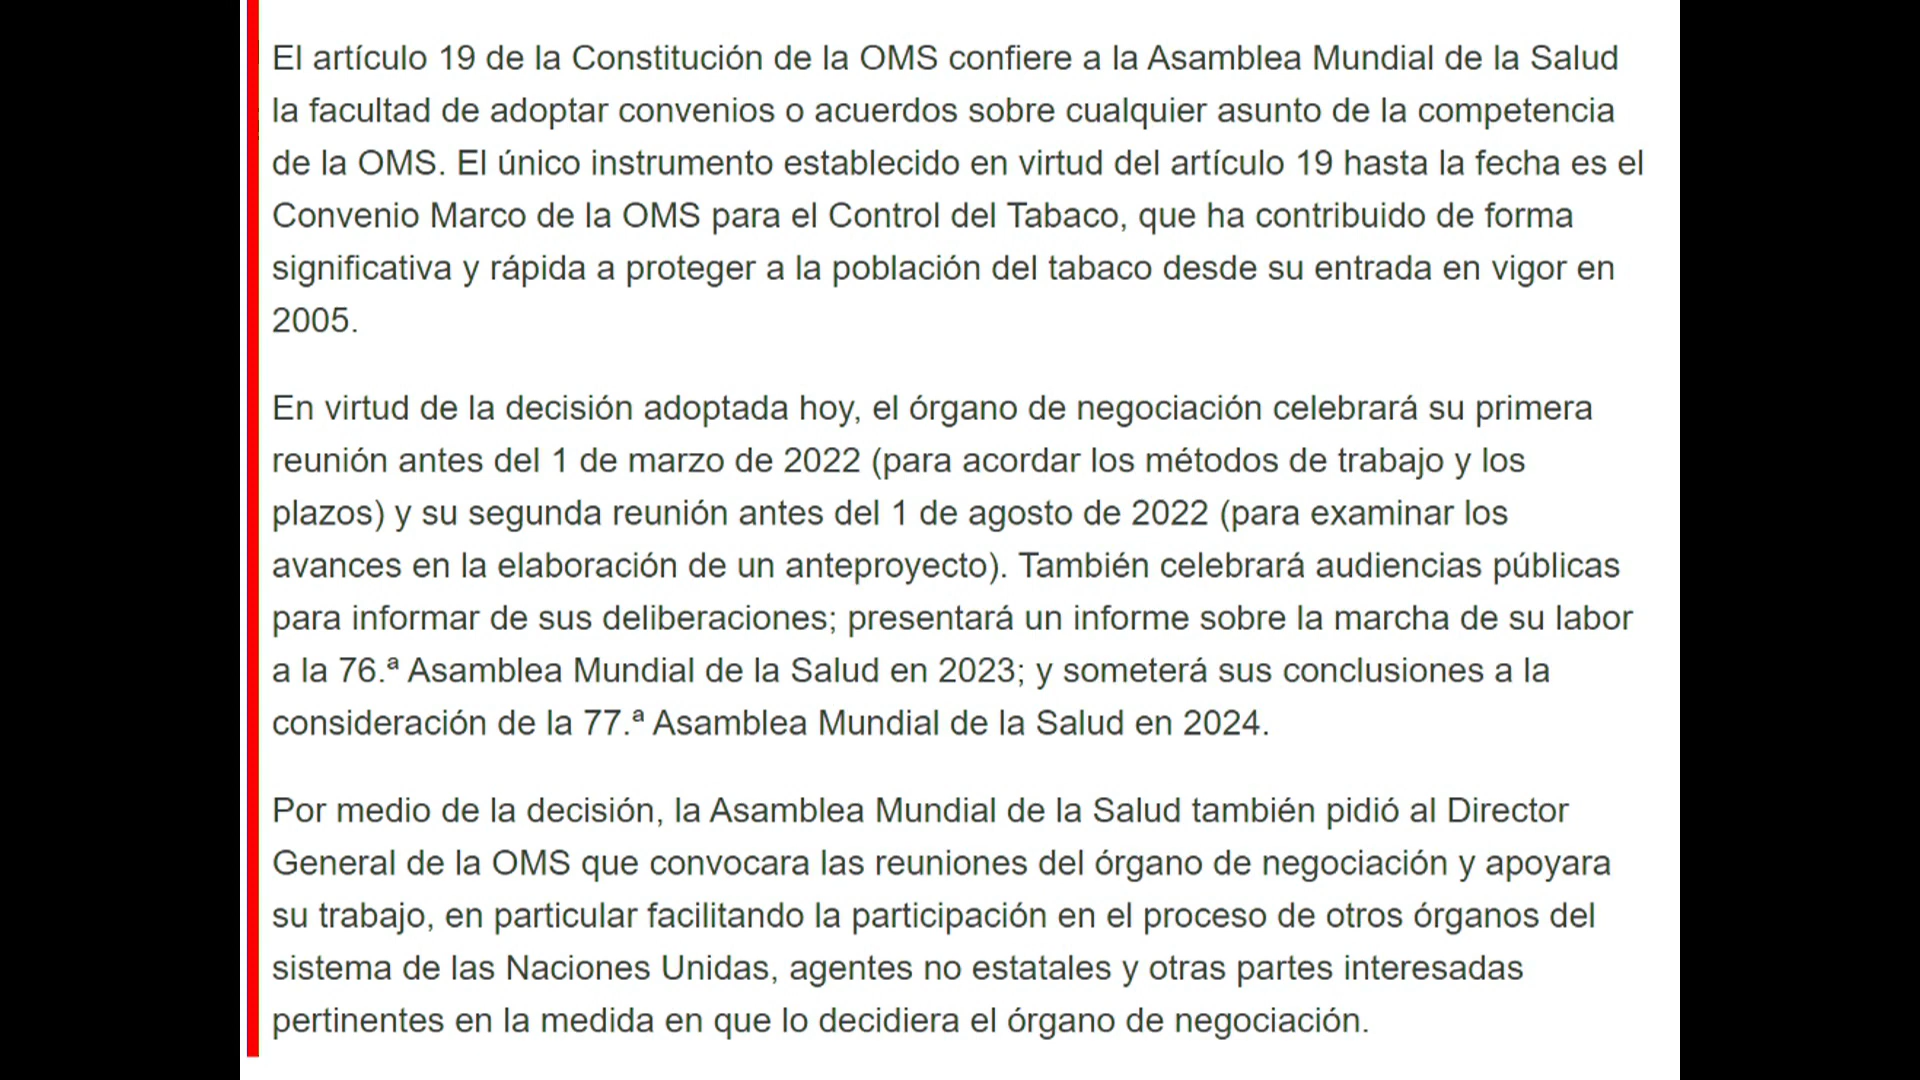 El artículo 19 de la Constitución de la OMS confiere a la Asamblea Mundial de la Salud
la facultad de adoptar convenios o acuerdos sobre cualquier asunto de la competencia
de la OMS. El único instrumento establecido en virtud del artículo 19 hasta la fecha es el
Convenio Marco de la OMS para el Control del Tabaco, que ha contribuido de forma
significativa y rápida a proteger a la población del tabaco desde su entrada en vigor en
2005.
En virtud de la decisión adoptada hoy, el órgano de negociación celebrará su primera
reunión antes del 1 de marzo de 2022 (para acordar los métodos de trabajo y los
plazos) y su segunda reunión antes del 1 de agosto de 2022 (para examinar los
avances en la elaboración de un anteproyecto). También celebrará audiencias públicas
para informar de sus deliberaciones; presentará un informe sobre la marcha de su labor
a la 76.ª Asamblea Mundial de la Salud en 2023; y someterá sus conclusiones a la
consideración de la 77.ª Asamblea Mundial de la Salud en 2024.
Por medio de la decisión, la Asamblea Mundial de la Salud también pidió al Director
General de la OMS que convocara las reuniones del órgano de negociación y apoyara
su trabajo, en particular facilitando la participación en el proceso de otros órganos del
sistema de las Naciones Unidas, agentes no estatales y otras partes interesadas
pertinentes en la medida en que lo decidiera el órgano de negociación.